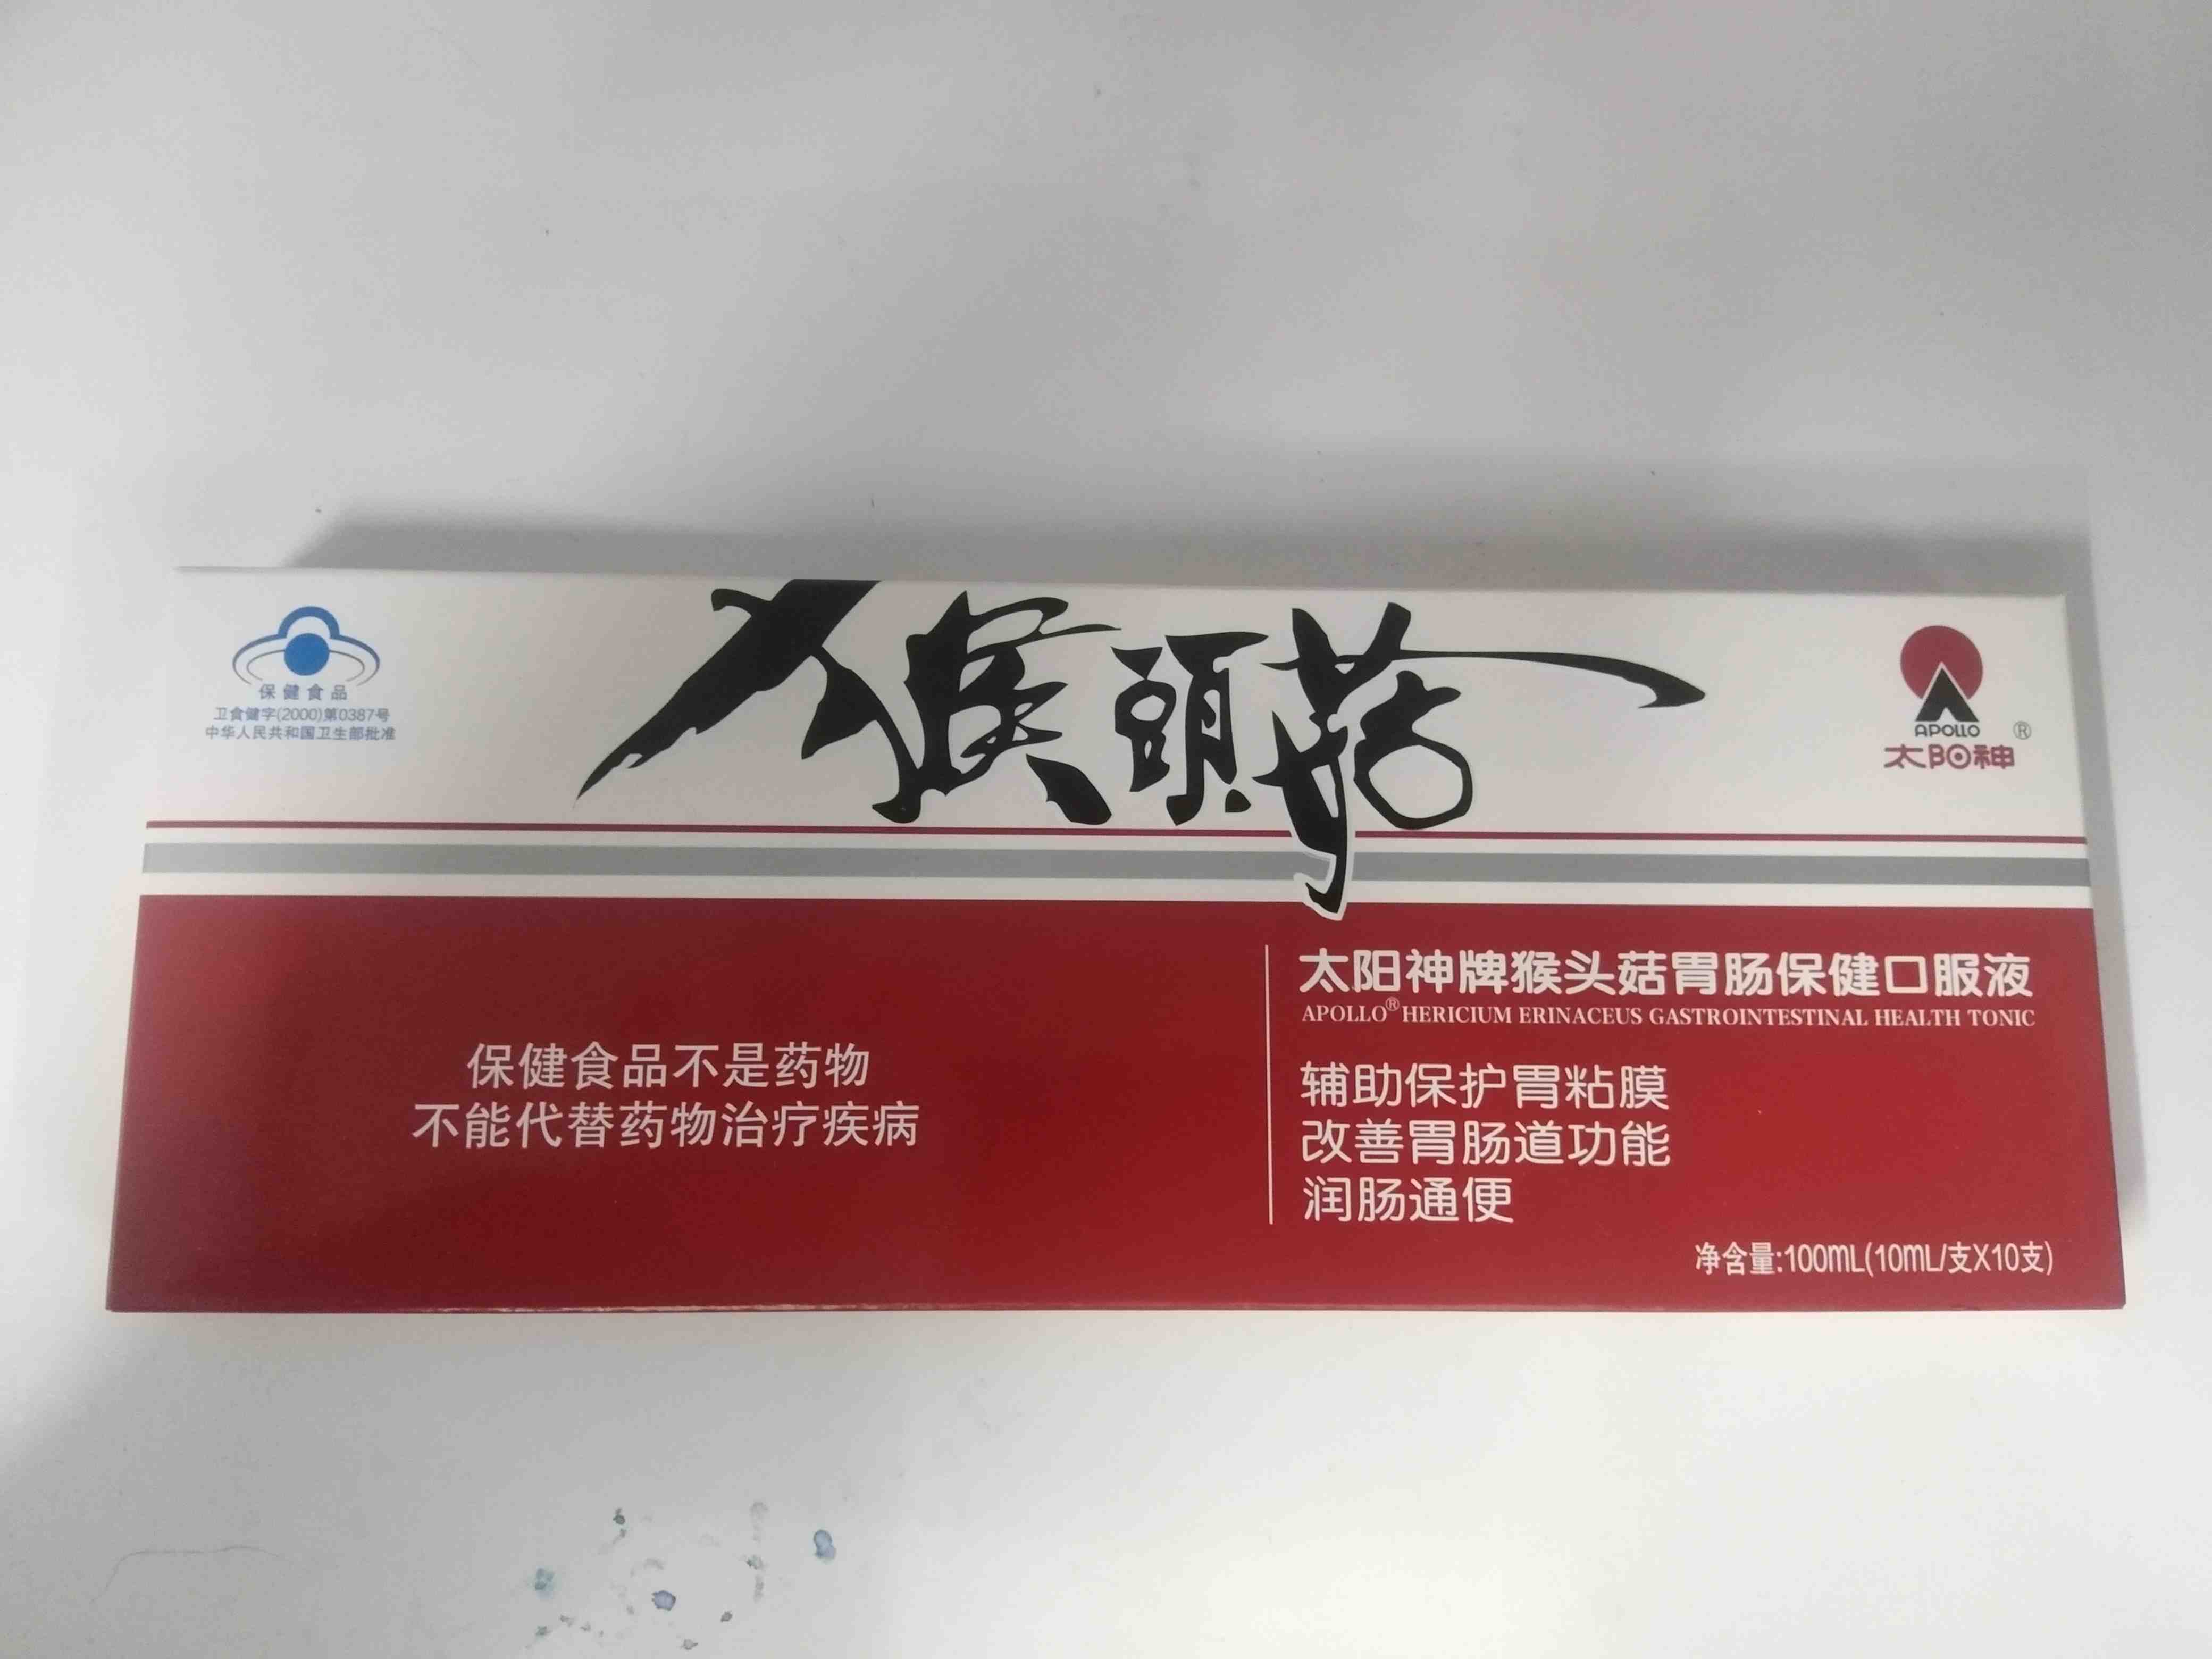 保健食品
卫食健字(2000)第0387号
中华人民共和国卫生部批准
猴頭菇
APOLLO
太阳神®
太阳神牌猴头菇胃肠保健口服液
APOLLO® HERICIUM ERINACEUS GASTROINTESTINAL HEALTH TONIC
保健食品不是药物
不能代替药物治疗疾病
辅助保护胃粘膜
改善胃肠道功能
润肠通便
净含量:100mL(10mL/支X10支)